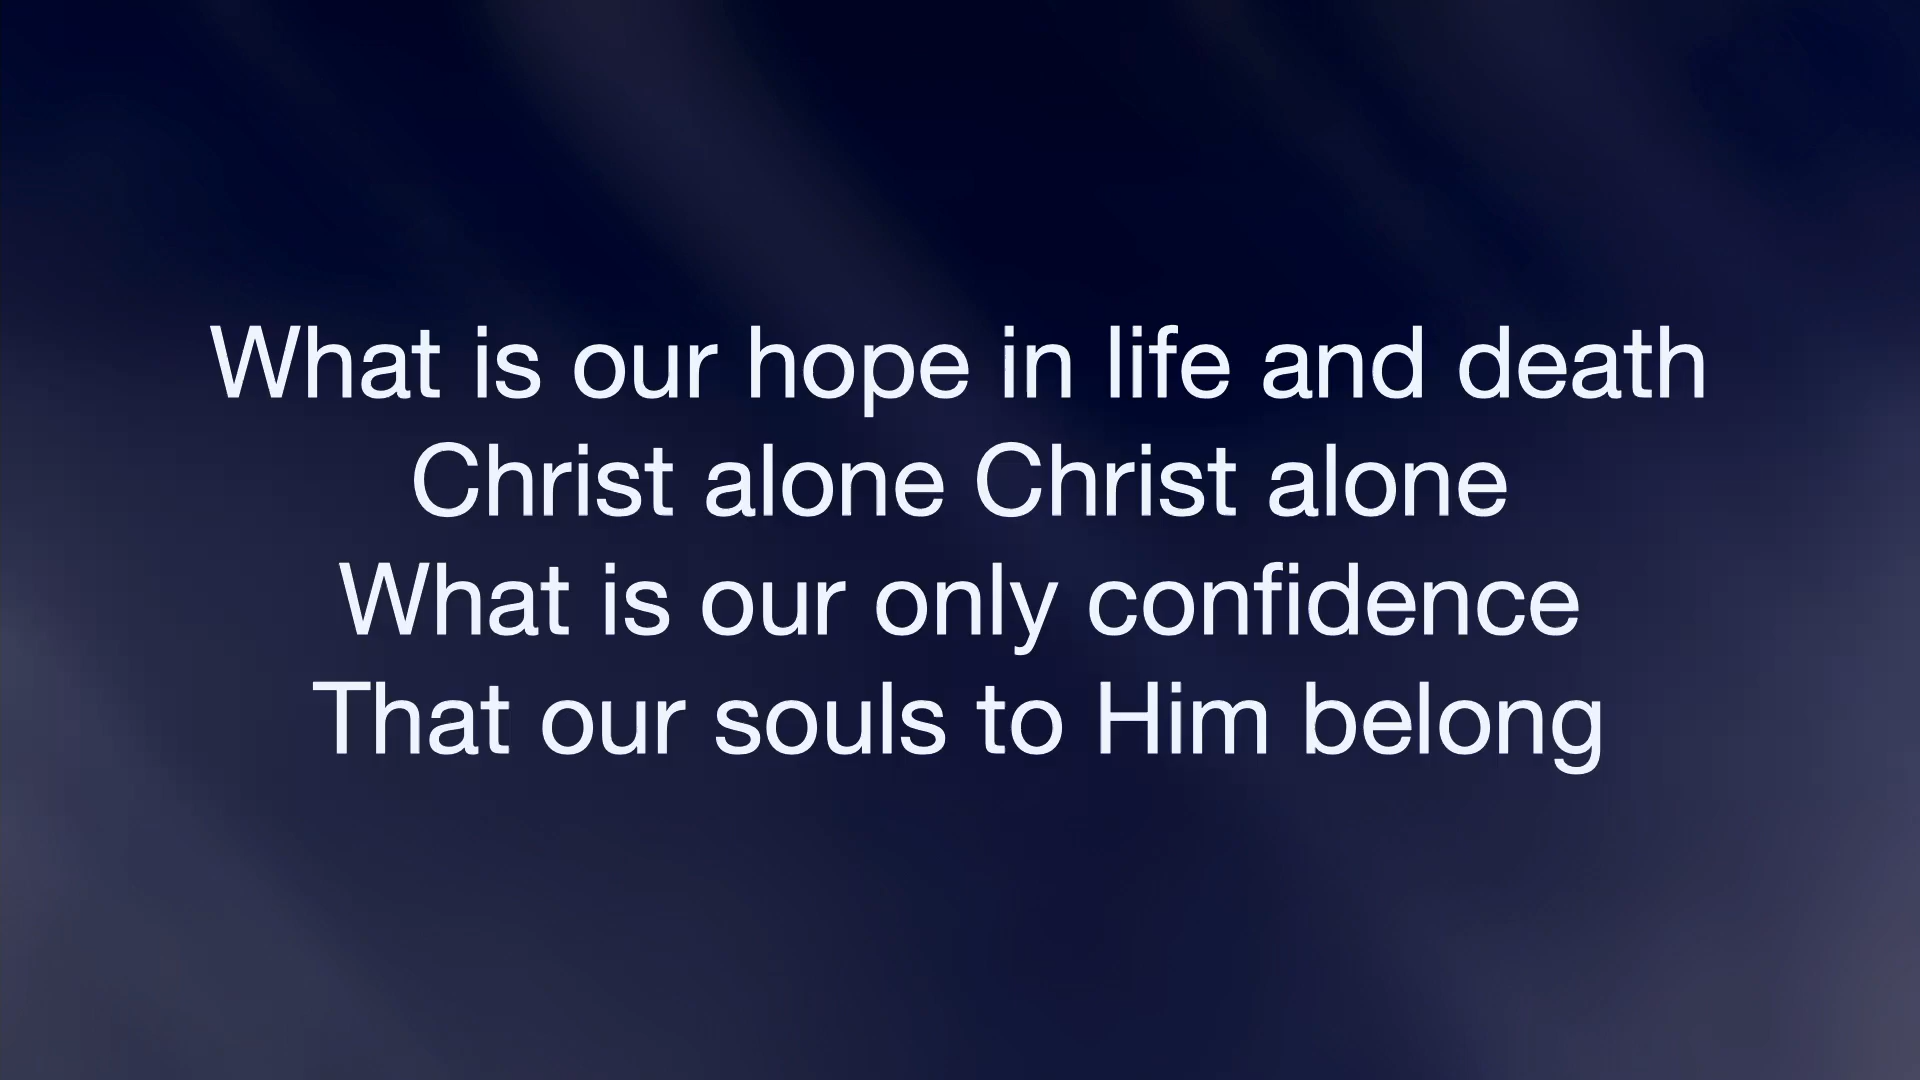 What is our hope in life and death
Christ alone Christ alone
What is our only confidence
That our souls to Him belong